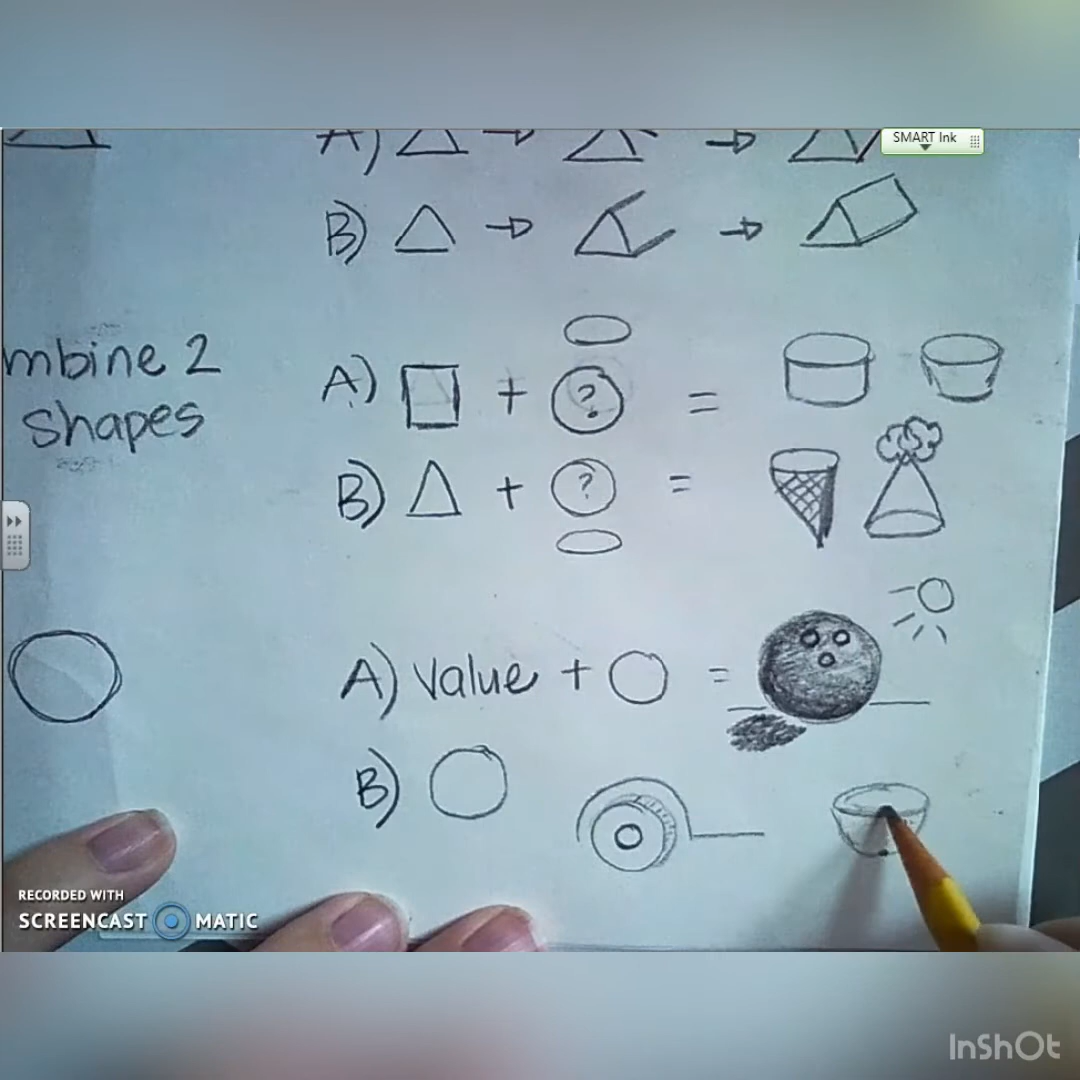 A)
SMART Ink
B)
mbine 2
shapes
A) + ? =
B) + ? =
A) Value + =
B)
RECORDED WITH
SCREENCAST MATIC
InShOt